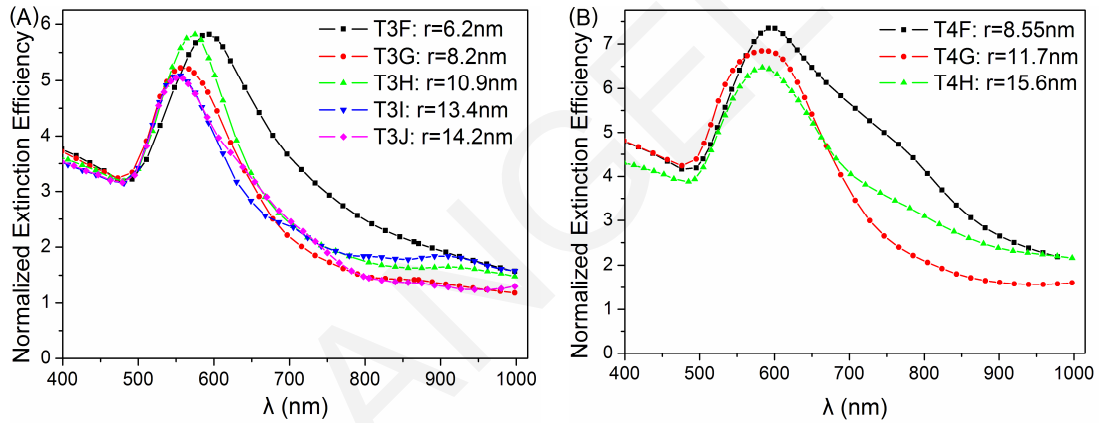 (A)
T3F: r=6.2nm
T3G: r=8.2nm
T3H: r=10.9nm
T3I: r=13.4nm
T3J: r=14.2nm
Normalized Extinction Efficiency
6
5
4
3
2
1
0
400 500 600 700 800 900 1000
λ (nm)
(B)
T4F: r=8.55nm
T4G: r=11.7nm
T4H: r=15.6nm
Normalized Extinction Efficiency
7
6
5
4
3
2
1
0
400 500 600 700 800 900 1000
λ (nm)